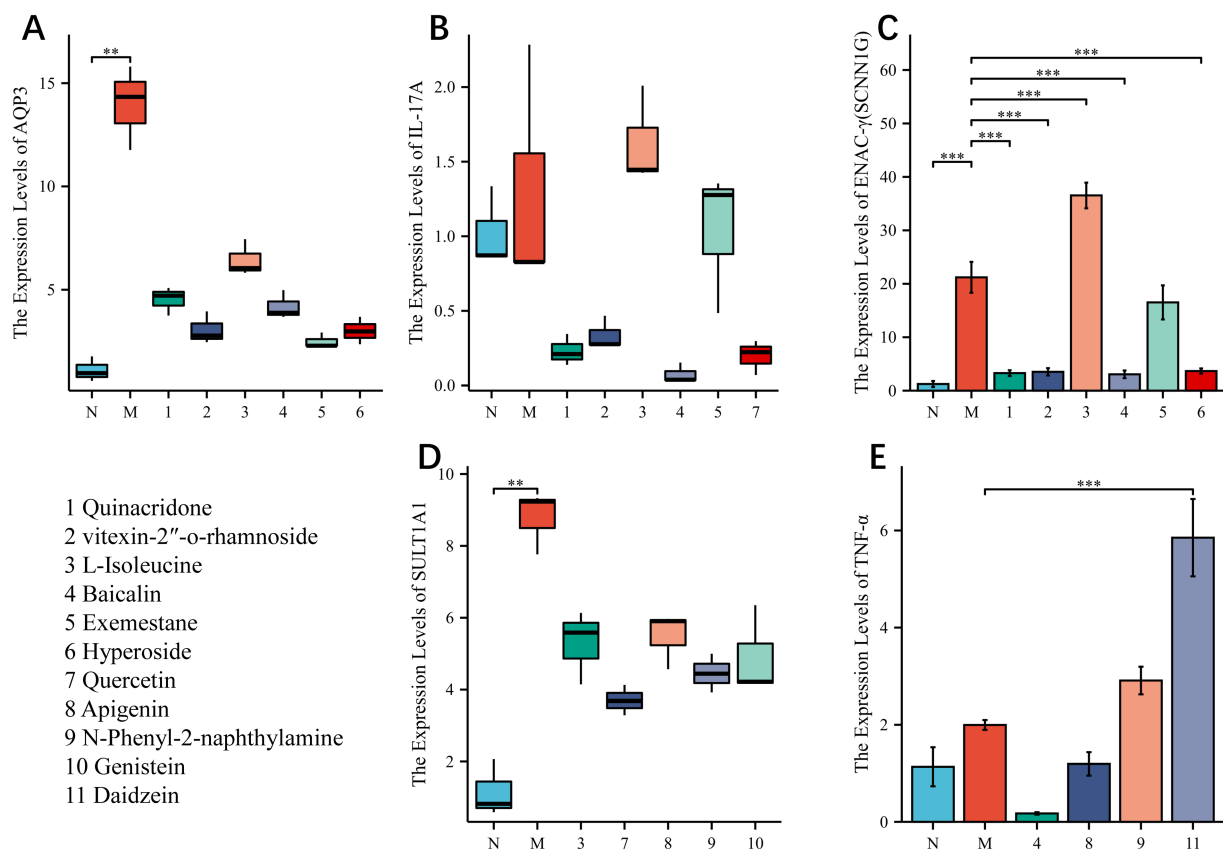 A
The Expression Levels of AQP3
15
10
5
**
N M 1 2 3 4 5 6
B
The Expression Levels of IL-17A
2.0
1.5
1.0
0.5
0.0
N M 1 2 3 4 5 7
C
The Expression Levels of ENAC-γ(SCNN1G)
60
50
40
30
20
10
0
***
***
***
***
***
***
N M 1 2 3 4 5 6
1 Quinacridone
2 vitexin-2″-o-rhamnoside
3 L-Isoleucine
4 Baicalin
5 Exemestane
6 Hyperoside
7 Quercetin
8 Apigenin
9 N-Phenyl-2-naphthylamine
10 Genistein
11 Daidzein
D
The Expression Levels of SULT1A1
10
8
6
4
2
**
N M 3 7 8 9 10
E
The Expression Levels of TNF-α
6
4
2
0
***
N M 4 8 9 11